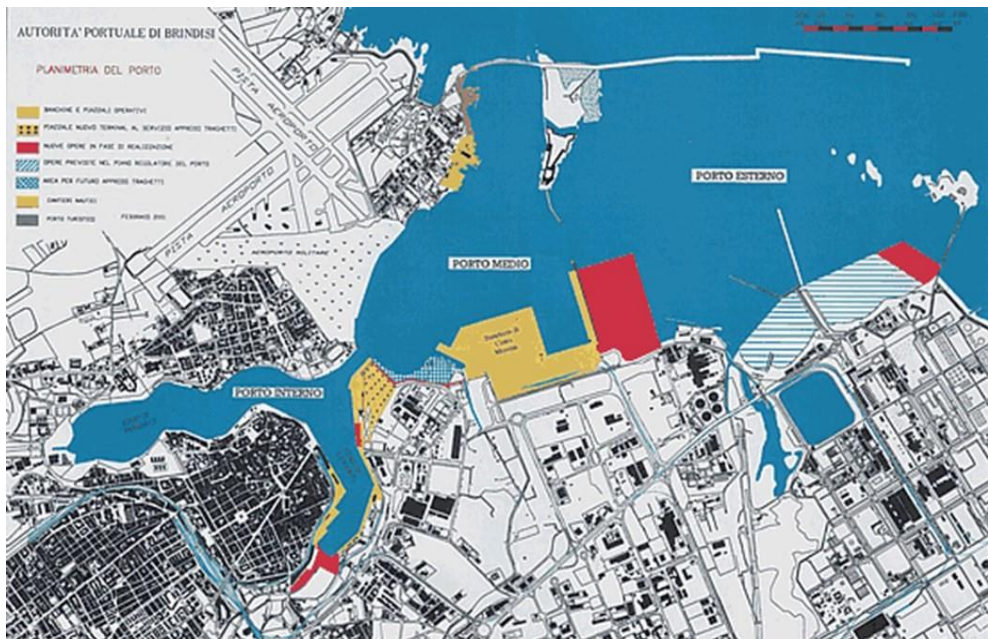 AUTORITA' PORTUALE DI BRINDISI
PLANIMETRIA DEL PORTO
BANCHINE E PIAZZALI OPERATIVI
PIAZZALE NUOVO TERMINAL AL SERVIZIO APPRODO TRAGHETTI
NUOVE OPERE IN FASE DI REALIZZAZIONE
OPERE PREVISTE NEL PIANO REGOLATORE DEL PORTO
AREA PER FUTURO APPRODO TRAGHETTI
CANTIERI NAUTICI
PORTO TURISTICO
FEBBRAIO
PISTA AEROPORTO
PISTA AEROPORTO
AEROPORTO MILITARE
PORTO ESTERNO
PORTO MEDIO
PORTO INTERNO